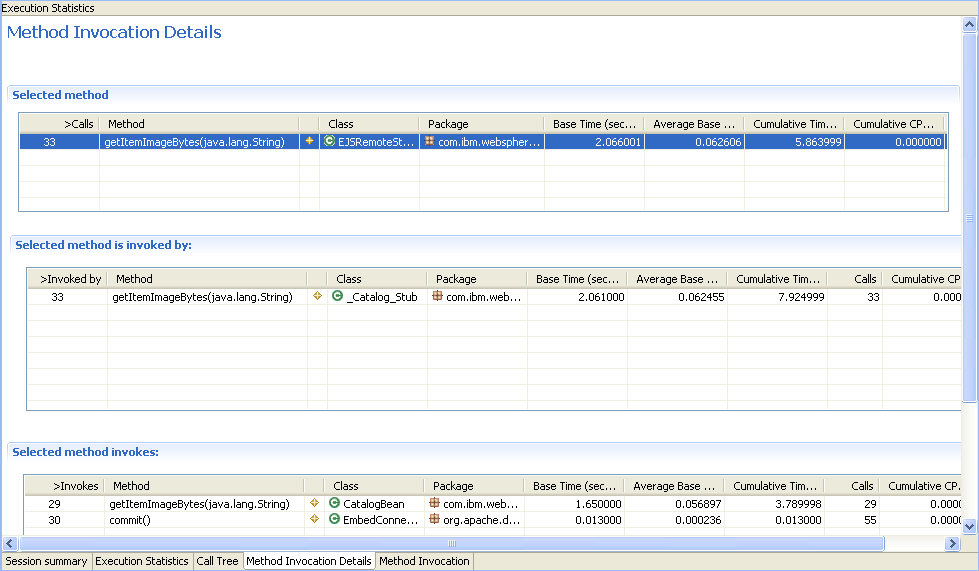 Execution Statistics
Method Invocation Details
Selected method
>Calls Method Class Package Base Time (sec... Average Base ... Cumulative Tim... Cumulative CP...
33 getItemImageBytes(java.lang.String) EJSRemoteSt... com.ibm.webspher... 2.066001 0.062606 5.863999 0.000000
Selected method is invoked by:
>Invoked by Method Class Package Base Time (sec... Average Base ... Cumulative Tim... Calls Cumulative CP
33 getItemImageBytes(java.lang.String) _Catalog_Stub com.ibm.web... 2.061000 0.062455 7.924999 33 0.000
Selected method invokes:
>Invokes Method Class Package Base Time (sec... Average Base ... Cumulative Tim... Calls Cumulative CP.
29 getItemImageBytes(java.lang.String) CatalogBean com.ibm.web... 1.650000 0.056897 3.789998 29 0.000
30 commit() EmbedConne... org.apache.d... 0.013000 0.000236 0.013000 55 0.000
Session summary Execution Statistics Call Tree Method Invocation Details Method Invocation